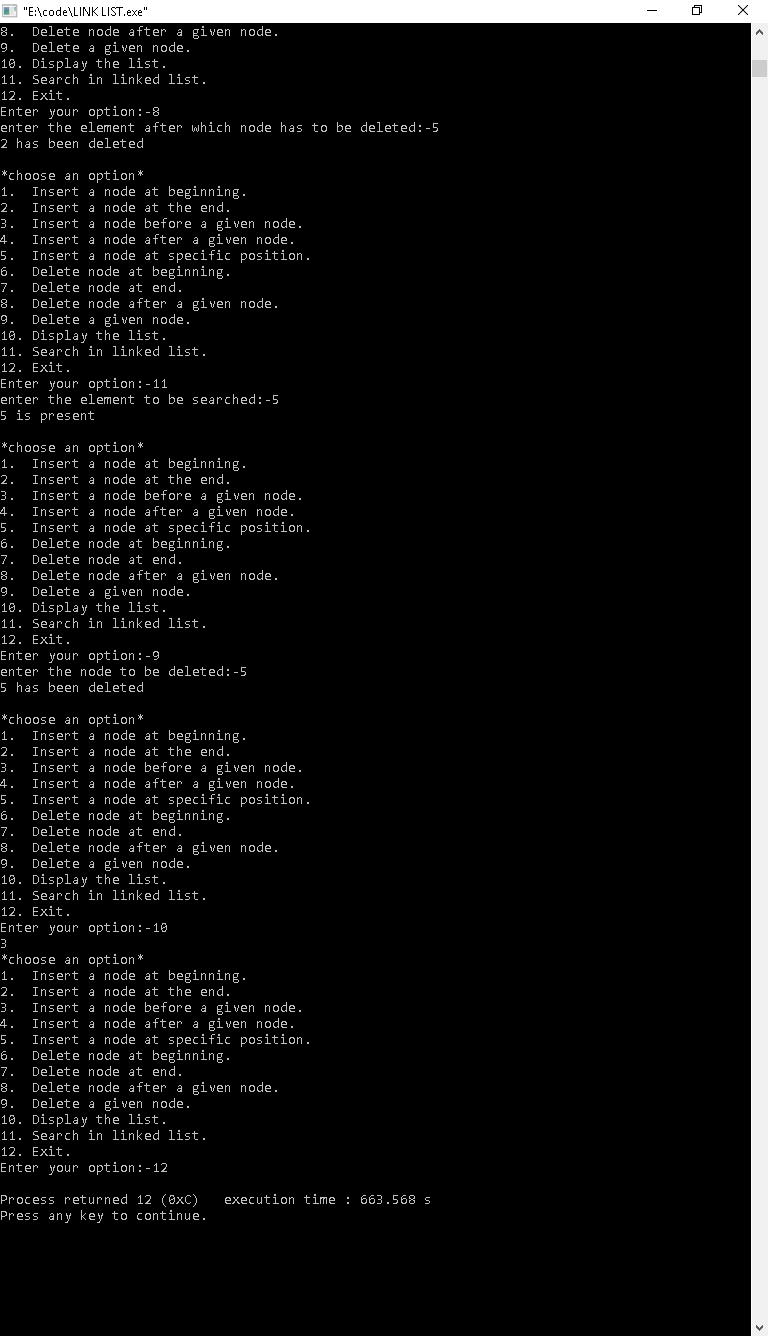 "E:\code\LINK LIST.exe"
8.  Delete node after a given node.
9.  Delete a given node.
10. Display the list.
11. Search in linked list.
12. Exit.
Enter your option:-8
enter the element after which node has to be deleted:-5
2 has been deleted
*choose an option*
1.  Insert a node at beginning.
2.  Insert a node at the end.
3.  Insert a node before a given node.
4.  Insert a node after a given node.
5.  Insert a node at specific position.
6.  Delete node at beginning.
7.  Delete node at end.
8.  Delete node after a given node.
9.  Delete a given node.
10. Display the list.
11. Search in linked list.
12. Exit.
Enter your option:-11
enter the element to be searched:-5
5 is present
*choose an option*
1.  Insert a node at beginning.
2.  Insert a node at the end.
3.  Insert a node before a given node.
4.  Insert a node after a given node.
5.  Insert a node at specific position.
6.  Delete node at beginning.
7.  Delete node at end.
8.  Delete node after a given node.
9.  Delete a given node.
10. Display the list.
11. Search in linked list.
12. Exit.
Enter your option:-9
enter the node to be deleted:-5
5 has been deleted
*choose an option*
1.  Insert a node at beginning.
2.  Insert a node at the end.
3.  Insert a node before a given node.
4.  Insert a node after a given node.
5.  Insert a node at specific position.
6.  Delete node at beginning.
7.  Delete node at end.
8.  Delete node after a given node.
9.  Delete a given node.
10. Display the list.
11. Search in linked list.
12. Exit.
Enter your option:-10
3
*choose an option*
1.  Insert a node at beginning.
2.  Insert a node at the end.
3.  Insert a node before a given node.
4.  Insert a node after a given node.
5.  Insert a node at specific position.
6.  Delete node at beginning.
7.  Delete node at end.
8.  Delete node after a given node.
9.  Delete a given node.
10. Display the list.
11. Search in linked list.
12. Exit.
Enter your option:-12
Process returned 12 (0xC)   execution time : 663.568 s
Press any key to continue.